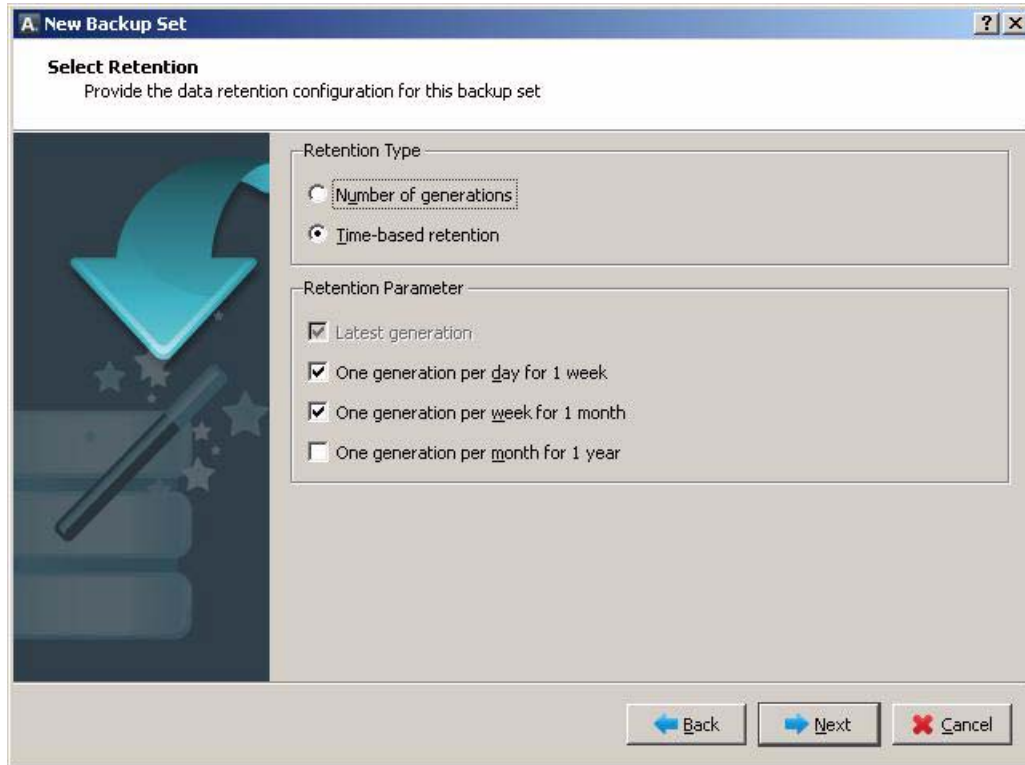 A. New Backup Set
Select Retention
Provide the data retention configuration for this backup set
Retention Type
Number of generations
Time-based retention
Retention Parameter
Latest generation
One generation per day for 1 week
One generation per week for 1 month
One generation per month for 1 year
Back Next Cancel